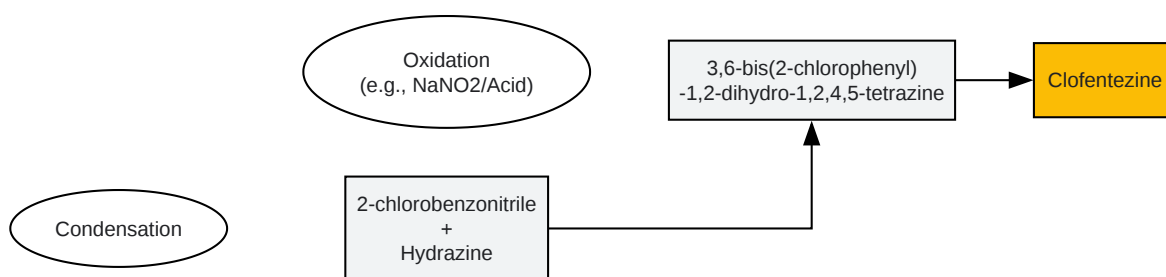 Oxidation
(e.g., NaNO2/Acid)
3,6-bis(2-chlorophenyl)
-1,2-dihydro-1,2,4,5-tetrazine
Clofentezine
Condensation
2-chlorobenzonitrile
+
Hydrazine